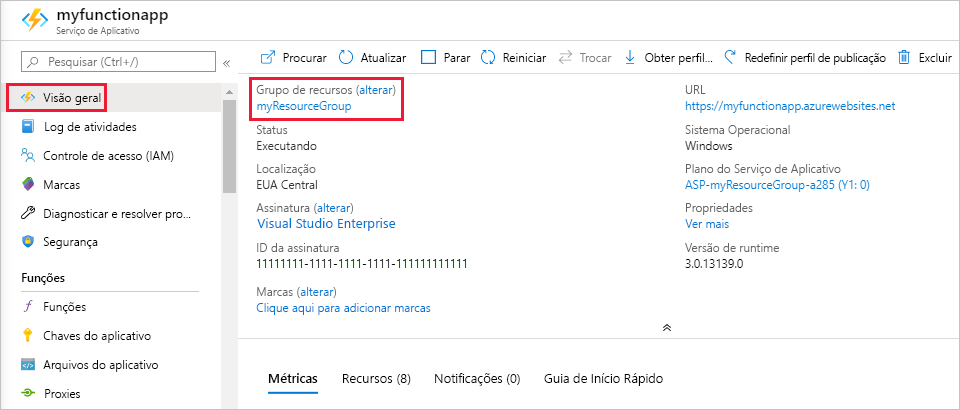 myfunctionapp
Serviço de Aplicativo
Pesquisar (Ctrl+/)
«
Visão geral
Log de atividades
Controle de acesso (IAM)
Marcas
Diagnosticar e resolver pro...
Segurança
Funções
Funções
Chaves do aplicativo
Arquivos do aplicativo
Proxies
Procurar Atualizar Parar Reiniciar Trocar Obter perfil... Redefinir perfil de publicação Excluir
Grupo de recursos (alterar)
myResourceGroup
Status
Executando
Localização
EUA Central
Assinatura (alterar)
Visual Studio Enterprise
ID da assinatura
11111111-1111-1111-1111-111111111111
Marcas (alterar)
Clique aqui para adicionar marcas
URL
https://myfunctionapp.azurewebsites.net
Sistema Operacional
Windows
Plano do Serviço de Aplicativo
ASP-myResourceGroup-a285 (Y1: 0)
Propriedades
Ver mais
Versão de runtime
3.0.13139.0
Métricas Recursos (8) Notificações (0) Guia de Início Rápido